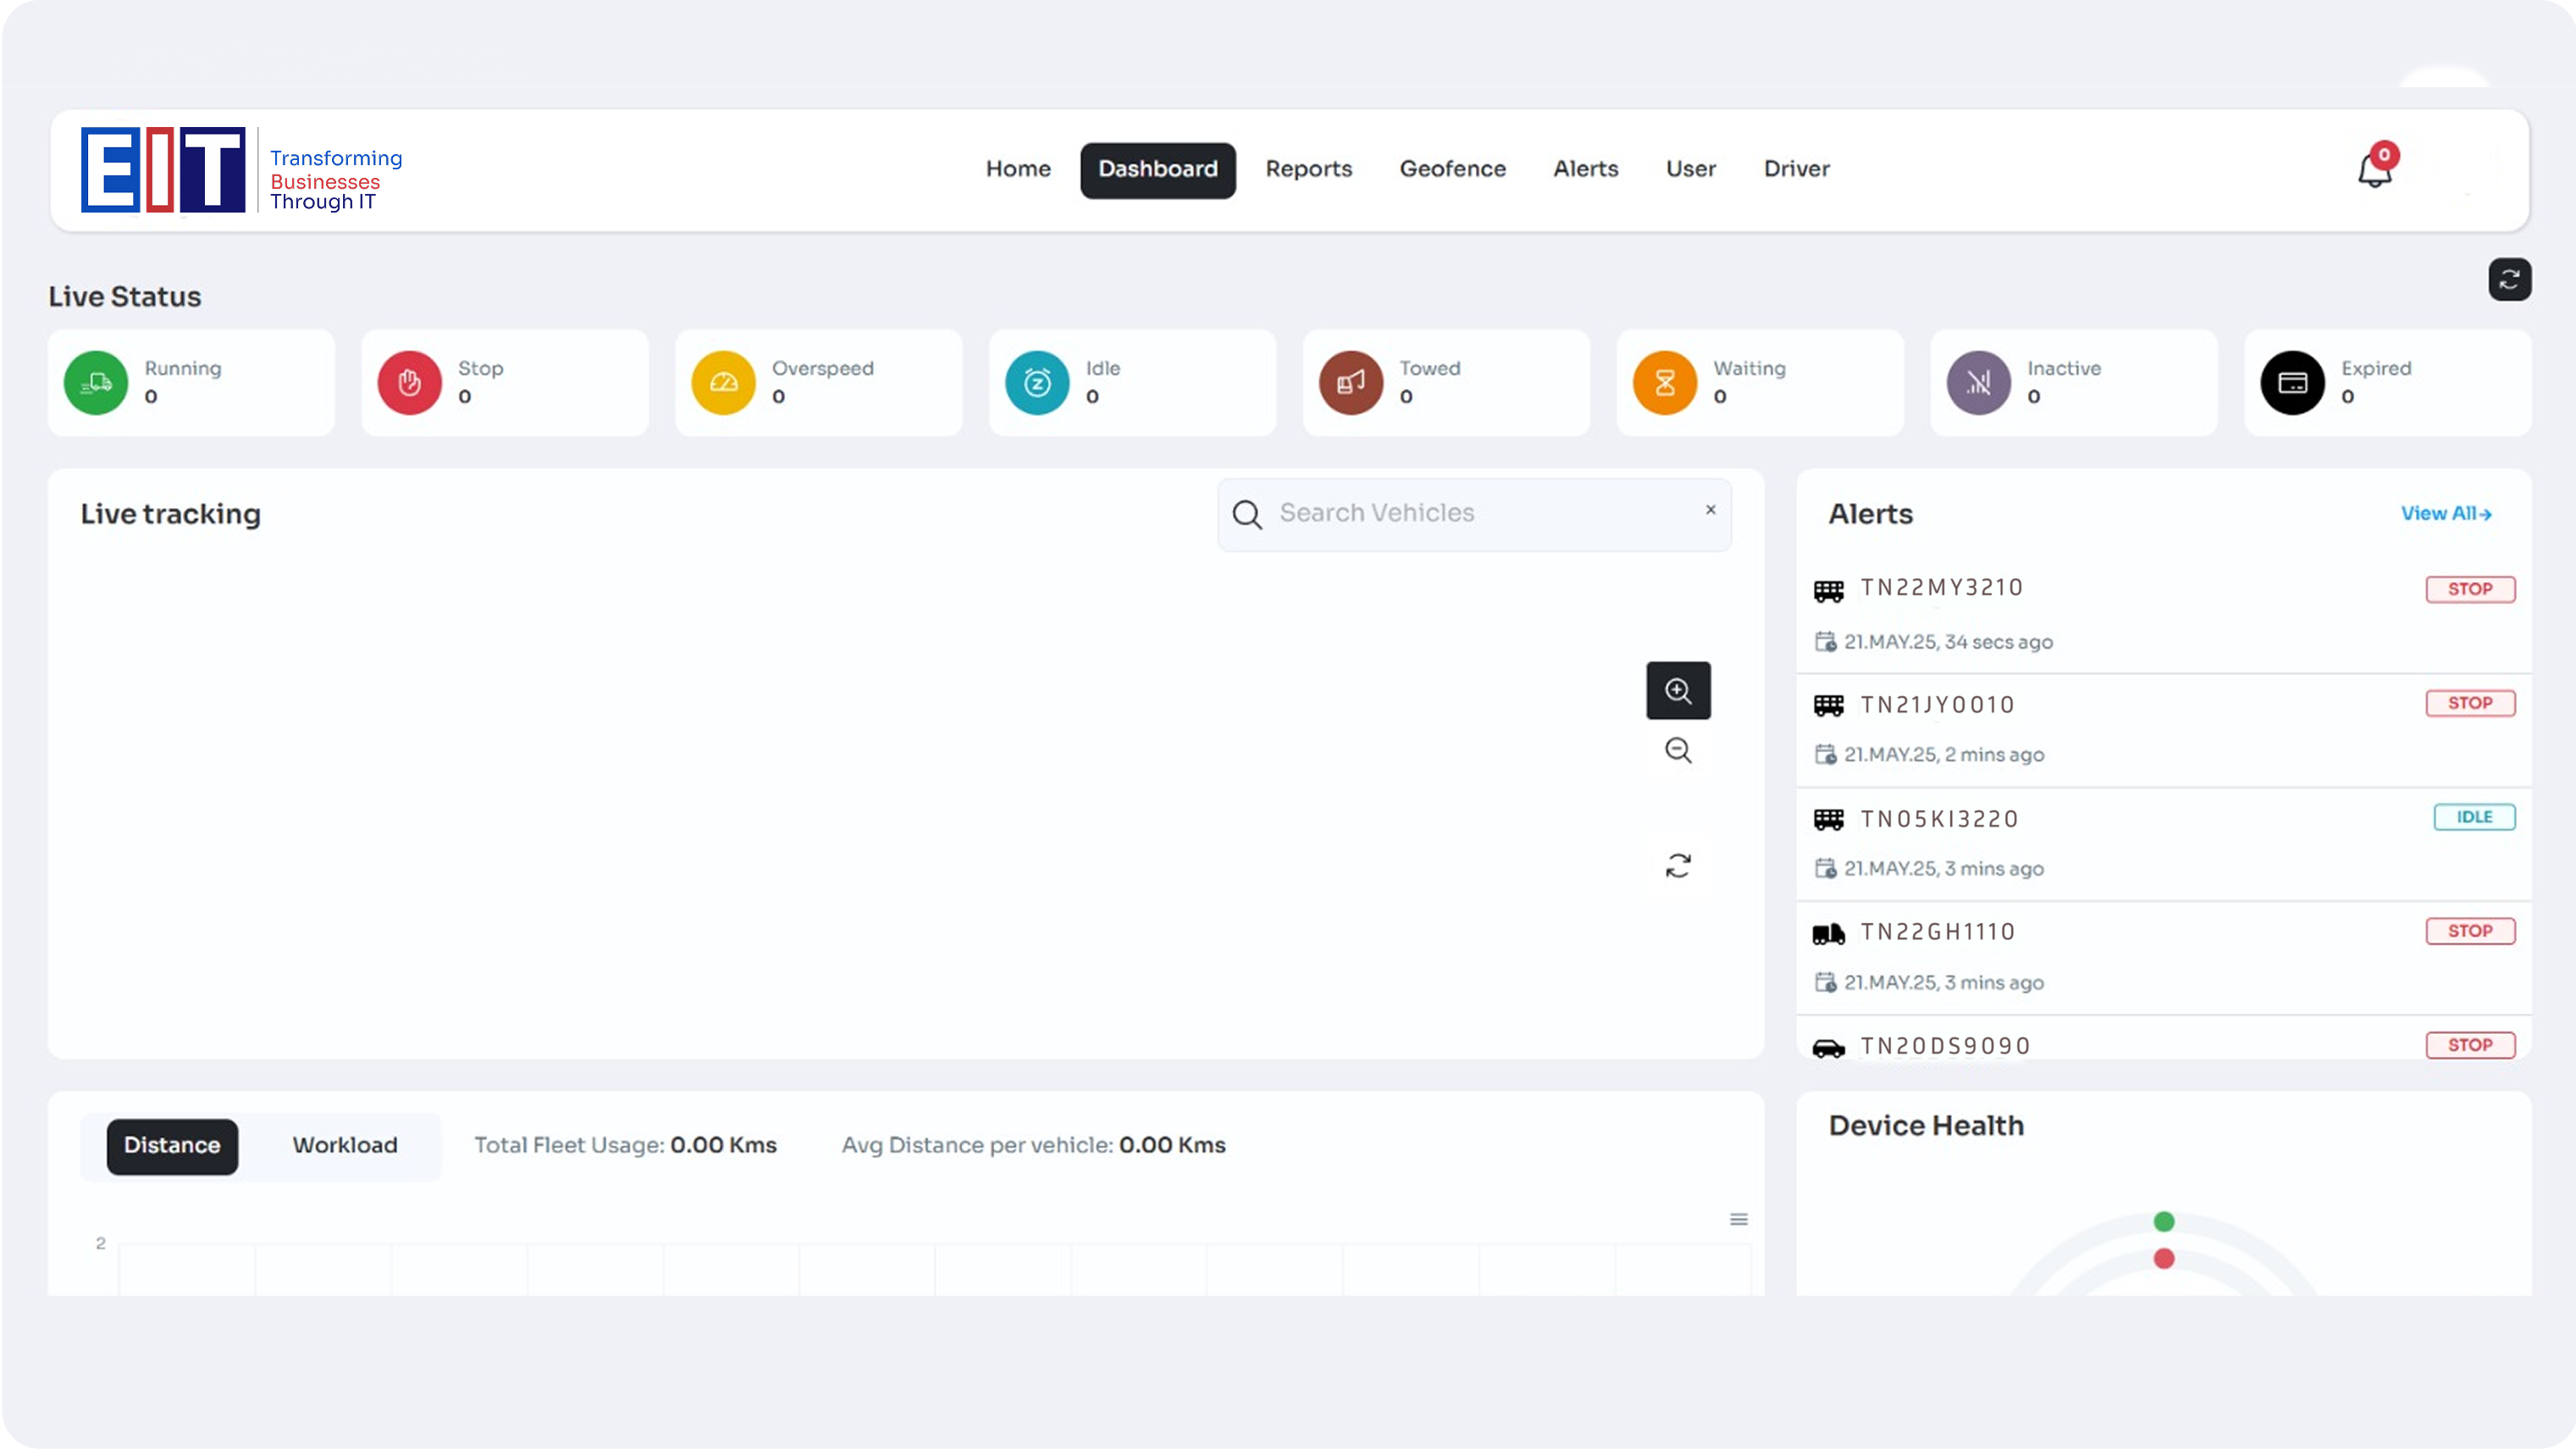 EIT
Transforming
Businesses
Through IT
Home Dashboard Reports Geofence Alerts User Driver
0
Live Status
Running
0
Stop
0
Overspeed
0
Idle
0
Towed
0
Waiting
0
Inactive
0
Expired
0
Live tracking
Search Vehicles ×
Alerts
View All→
TN22MY3210 STOP
21.MAY.25, 34 secs ago
TN21JY0010 STOP
21.MAY.25, 2 mins ago
TN05KI3220 IDLE
21.MAY.25, 3 mins ago
TN22GH1110 STOP
21.MAY.25, 3 mins ago
TN20DS9090 STOP
Distance Workload Total Fleet Usage: 0.00 Kms Avg Distance per vehicle: 0.00 Kms
2
Device Health